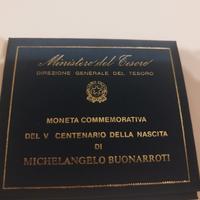 Ministero del Tesoro
DIREZIONE GENERALE DEL TESORO
MONETA COMMEMORATIVA
DEL V CENTENARIO DELLA NASCITA
DI
MICHELANGELO BUONARROTI